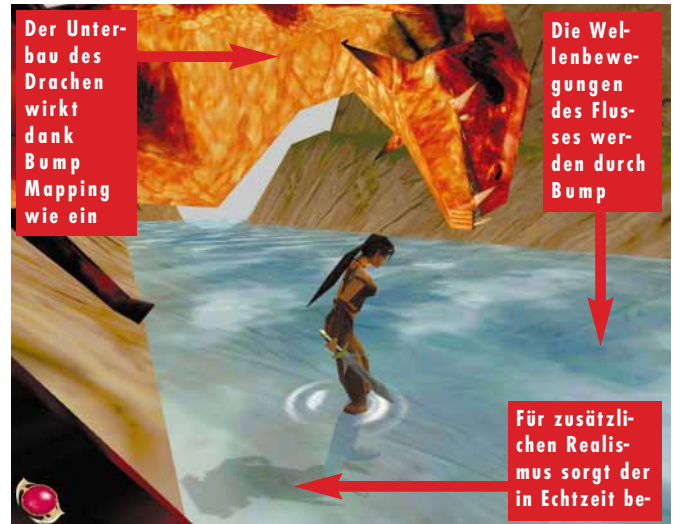 Der Unter-
bau des
Drachen
wirkt
dank
Bump
Mapping
wie ein
Die Wel-
lenbewe-
gungen
des Flus-
ses wer-
den durch
Bump
Für zusätzli-
chen Realis-
mus sorgt der
in Echtzeit be-